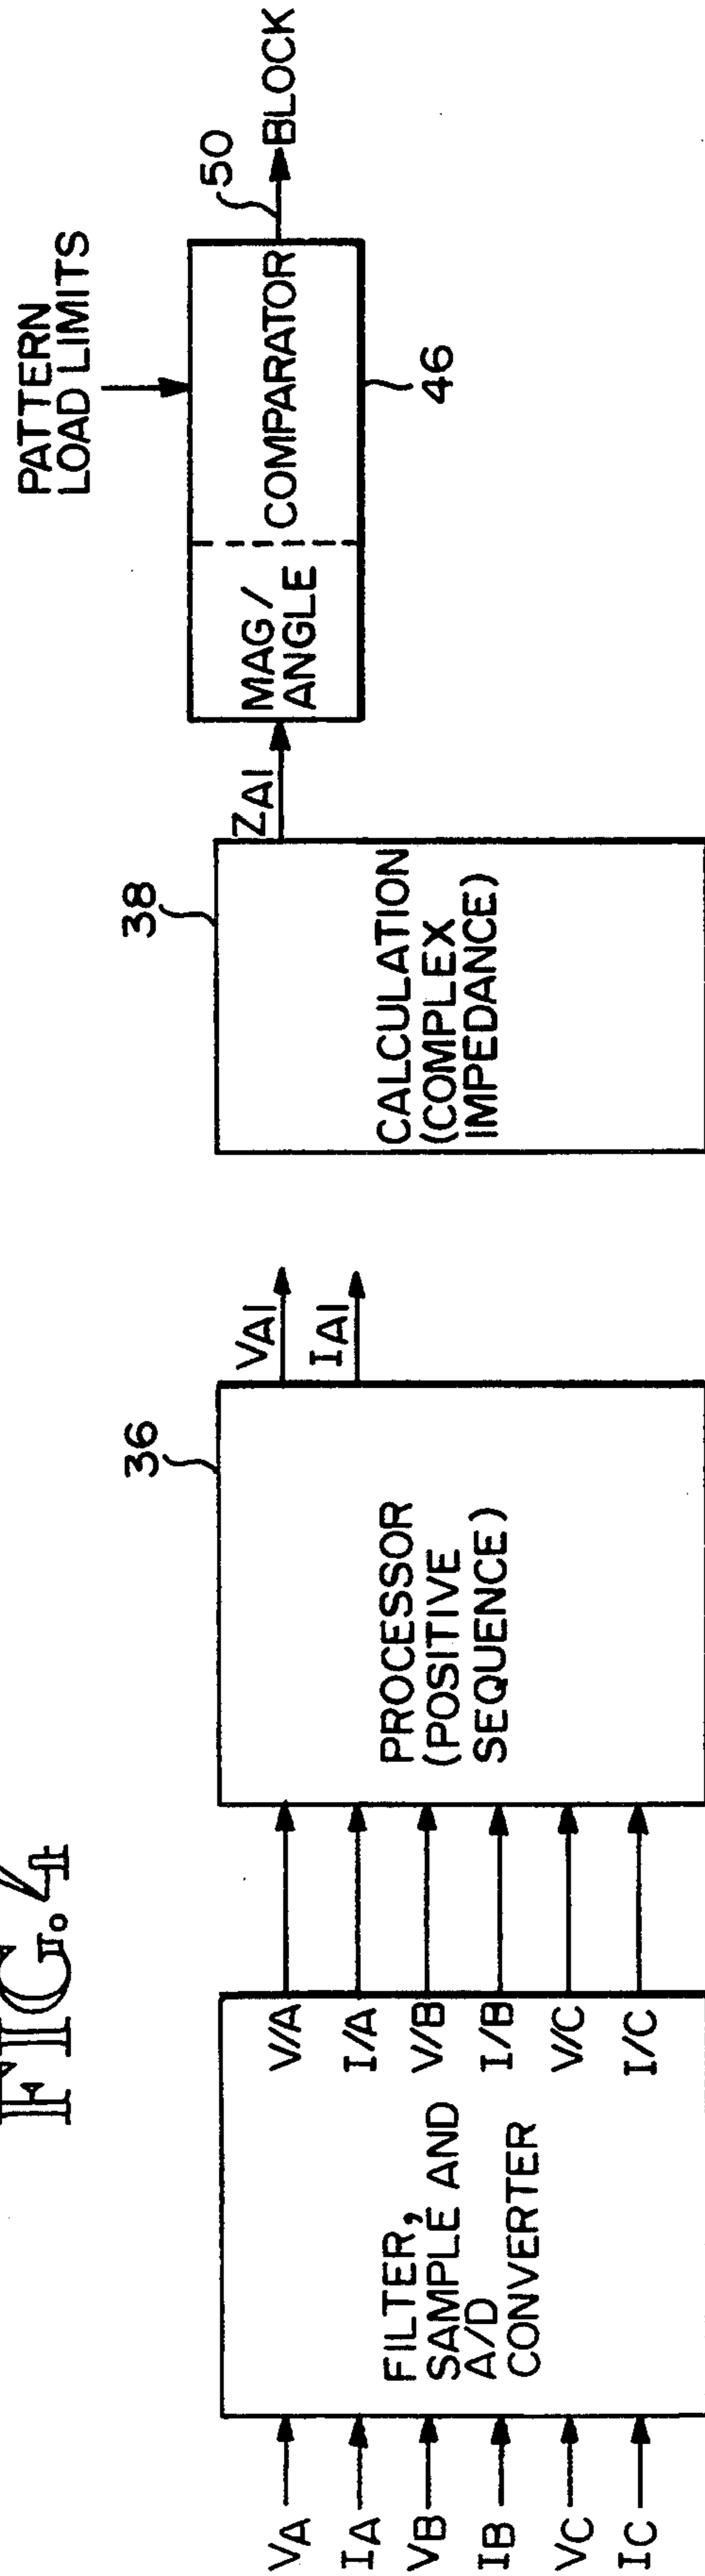 FIG. 4
VA
IA
VB
IB
VC
IC
FILTER,
SAMPLE AND
A/D
CONVERTER
V/A
I/A
V/B
I/B
V/C
I/C
36
PROCESSOR
(POSITIVE
SEQUENCE)
VA1
IA1
38
CALCULATION
(COMPLEX
IMPEDANCE)
ZA1
MAG/
ANGLE
COMPARATOR
46
PATTERN
LOAD LIMITS
50
BLOCK